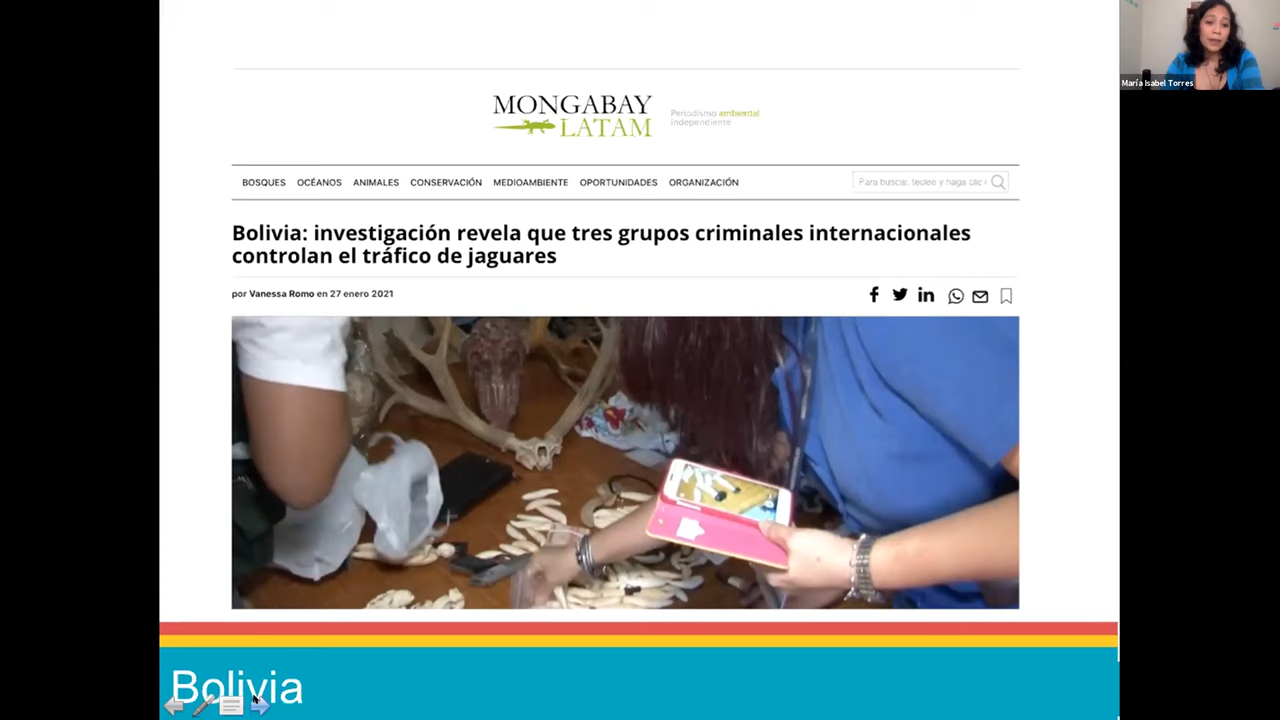 María Isabel Torres
MONGABAY
LATAM
Periodismo ambiental
independiente
BOSQUES OCÉANOS ANIMALES CONSERVACIÓN MEDIOAMBIENTE OPORTUNIDADES ORGANIZACIÓN
Para buscar, teclee y haga clic
Bolivia: investigación revela que tres grupos criminales internacionales
controlan el tráfico de jaguares
por Vanessa Romo en 27 enero 2021
Bolivia